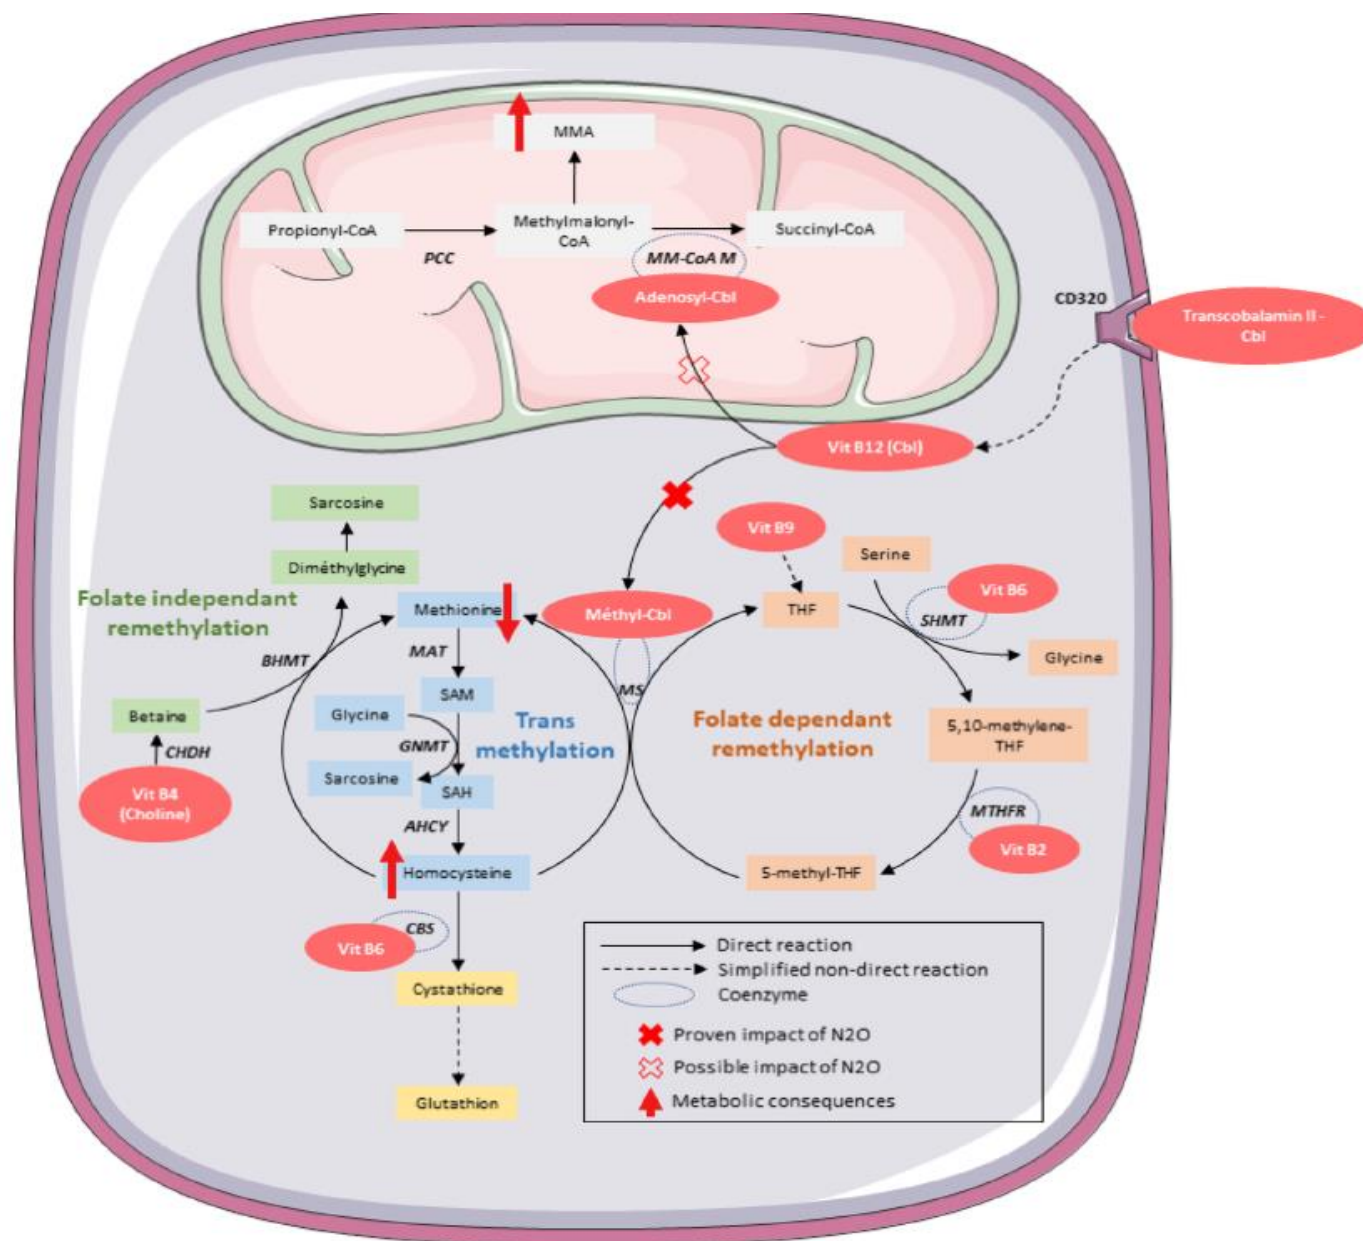 MMA
Propionyl-CoA
Methylmalonyl-
CoA
Succinyl-CoA
PCC
MM-CoA M
Adenosyl-Cbl
CD320
Transcobalamin II -
Cbl
Vit B12 (Cbl)
Sarcosine
Diméthylglycine
Folate independant
remethylation
BHMT
Betaine
CHDH
Vit B4
(Choline)
Methionine
MAT
SAM
Glycine
GNMT
Sarcosine
SAH
AHCY
Homocysteine
Trans
methylation
Méthyl-Cbl
MS
Vit B9
THF
Serine
Vit B6
SHMT
Glycine
Folate dependant
remethylation
5,10-methylene-
THF
MTHFR
Vit B2
5-methyl-THF
CBS
Vit B6
Cystathione
Glutathion
Direct reaction
Simplified non-direct reaction
Coenzyme
Proven impact of N2O
Possible impact of N2O
Metabolic consequences